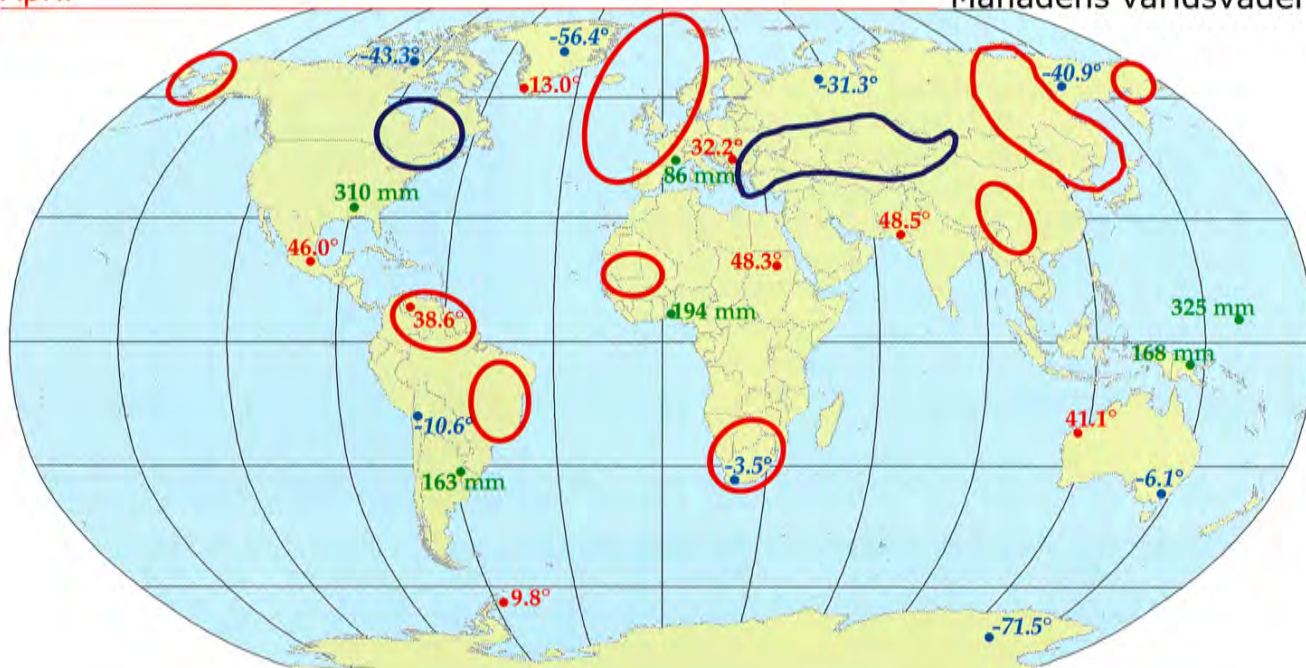 April
Månadens världsväder
-56.4°
-43.3°
13.0°
-31.3°
-40.9°
32.2°
86 mm
310 mm
46.0°
48.5°
48.3°
38.6°
194 mm
325 mm
168 mm
-10.6°
41.1°
163 mm
-3.5°
-6.1°
9.8°
-71.5°